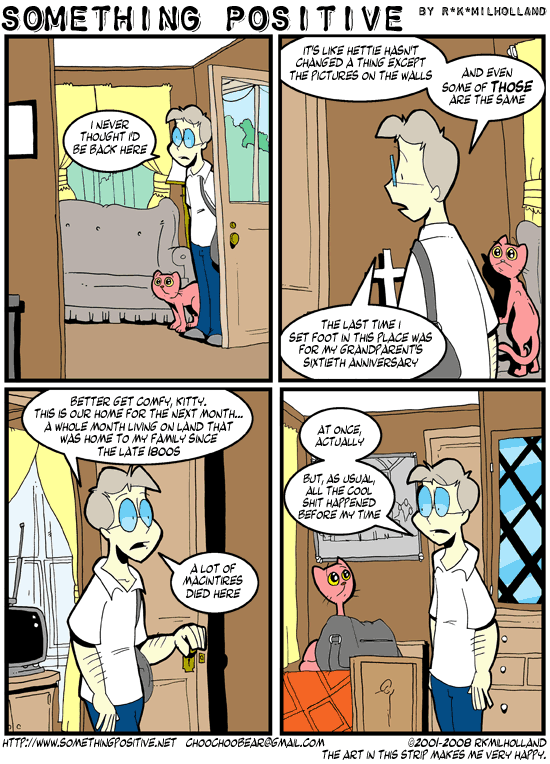 SOMETHING POSITIVE BY R*K*MILHOLLAND
I NEVER
THOUGHT I'D
BE BACK HERE
IT'S LIKE HETTIE HASN'T
CHANGED A THING EXCEPT
THE PICTURES ON THE WALLS
AND EVEN
SOME OF THOSE
ARE THE SAME
THE LAST TIME I
SET FOOT IN THIS PLACE WAS
FOR MY GRANDPARENT'S
SIXTIETH ANNIVERSARY
BETTER GET COMFY, KITTY.
THIS IS OUR HOME FOR THE NEXT MONTH...
A WHOLE MONTH LIVING ON LAND THAT
WAS HOME TO MY FAMILY SINCE
THE LATE 1800S
A LOT OF
MACINTIRES
DIED HERE
AT ONCE,
ACTUALLY
BUT, AS USUAL,
ALL THE COOL
SHIT HAPPENED
BEFORE MY TIME
HTTP://WWW.SOMETHINGPOSITIVE.NET CHOOCHOOBEAR@GMAIL.COM ©2001-2008 RKMILHOLLAND
THE ART IN THIS STRIP MAKES ME VERY HAPPY.